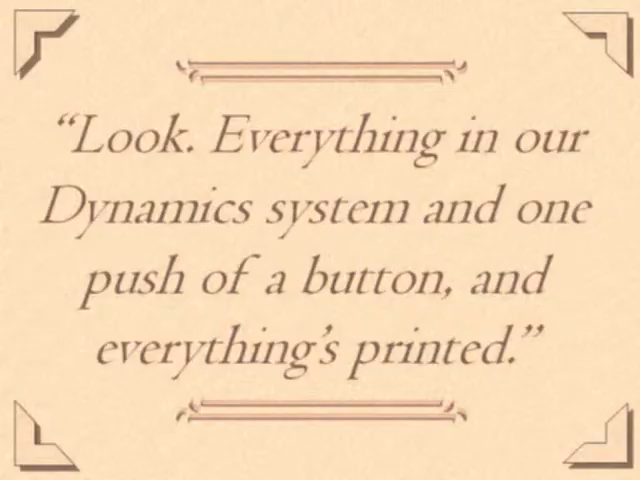 “Look. Everything in our
Dynamics system and one
push of a button, and
everything’s printed.”